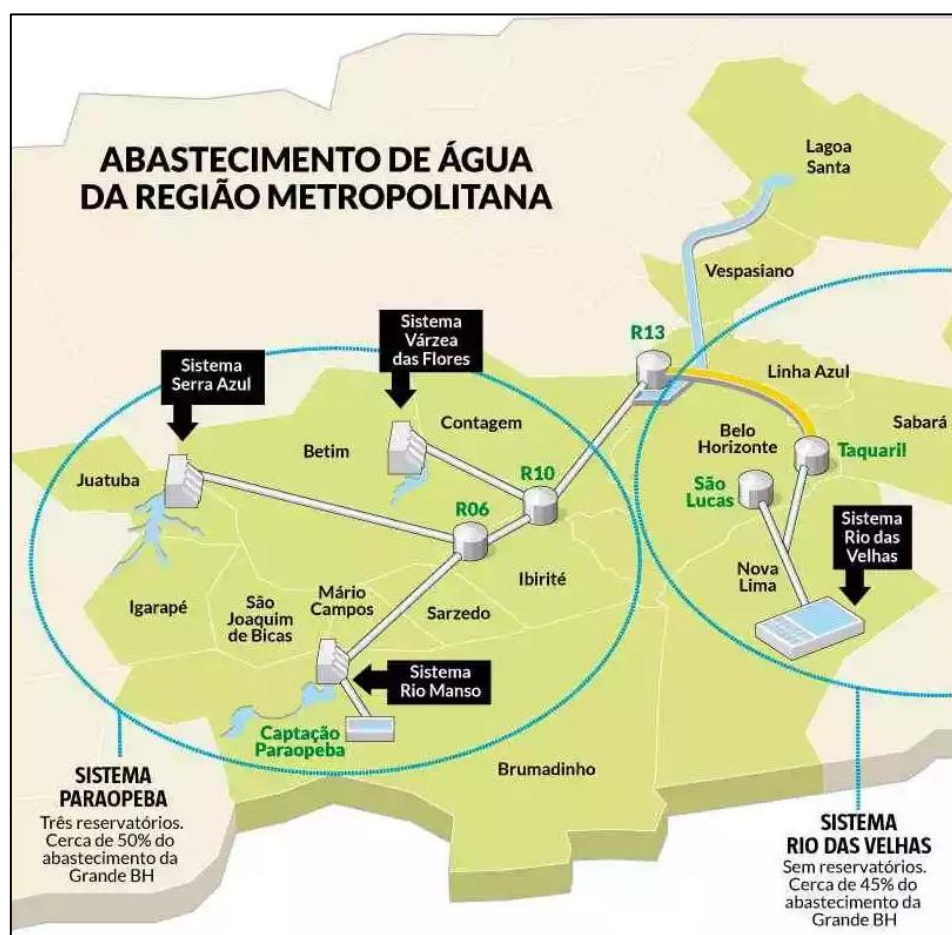 ABASTECIMENTO DE ÁGUA
DA REGIÃO METROPOLITANA
Lagoa
Santa
Vespasiano
R13
Linha Azul
Sabará
Belo
Horizonte
Taquaril
São
Lucas
Sistema
Rio das
Velhas
Nova
Lima
Sistema
Várzea
das Flores
Sistema
Serra Azul
Contagem
Betim
Juatuba
R10
R06
Ibirité
Igarapé
São
Joaquim
de Bicas
Mário
Campos
Sarzedo
Sistema
Rio Manso
Captação
Paraopeba
Brumadinho
SISTEMA
PARAOPEBA
Três reservatórios.
Cerca de 50% do
abastecimento da
Grande BH
SISTEMA
RIO DAS VELHAS
Sem reservatórios.
Cerca de 45% do
abastecimento da
Grande BH